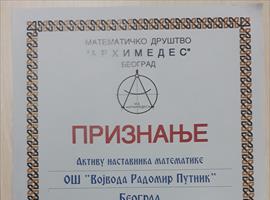 МАТЕМАТИЧКО ДРУШТВО
"АРХИМЕДЕС"
БЕОГРАД
ПРИЗНАЊЕ
Активу наставника математике
ОШ "Војвода Радомир Путник"
Београд